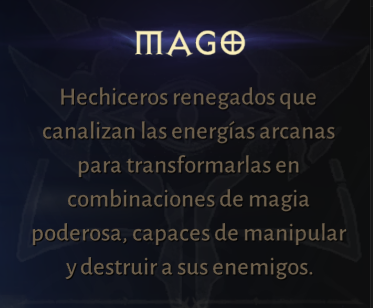 MAGO
Hechiceros renegados que
canalizan las energías arcanas
para transformarlas en
combinaciones de magia
poderosa, capaces de manipular
y destruir a sus enemigos.